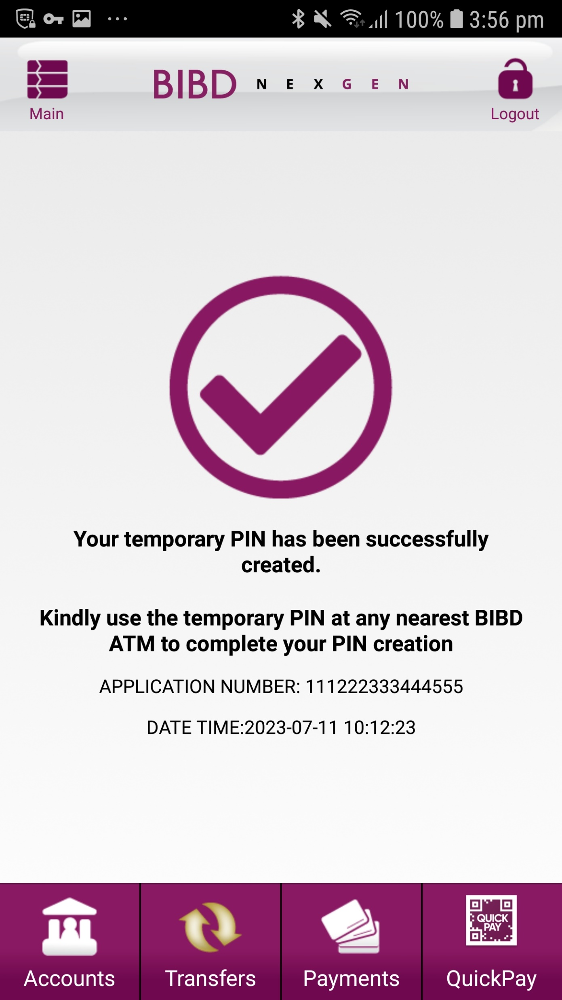 100% 3:56 pm
BIBD NEXGEN
Main
Logout
Your temporary PIN has been successfully
created.
Kindly use the temporary PIN at any nearest BIBD
ATM to complete your PIN creation
APPLICATION NUMBER: 111222333444555
DATE TIME:2023-07-11 10:12:23
QUICK
PAY
Accounts
Transfers
Payments
QuickPay